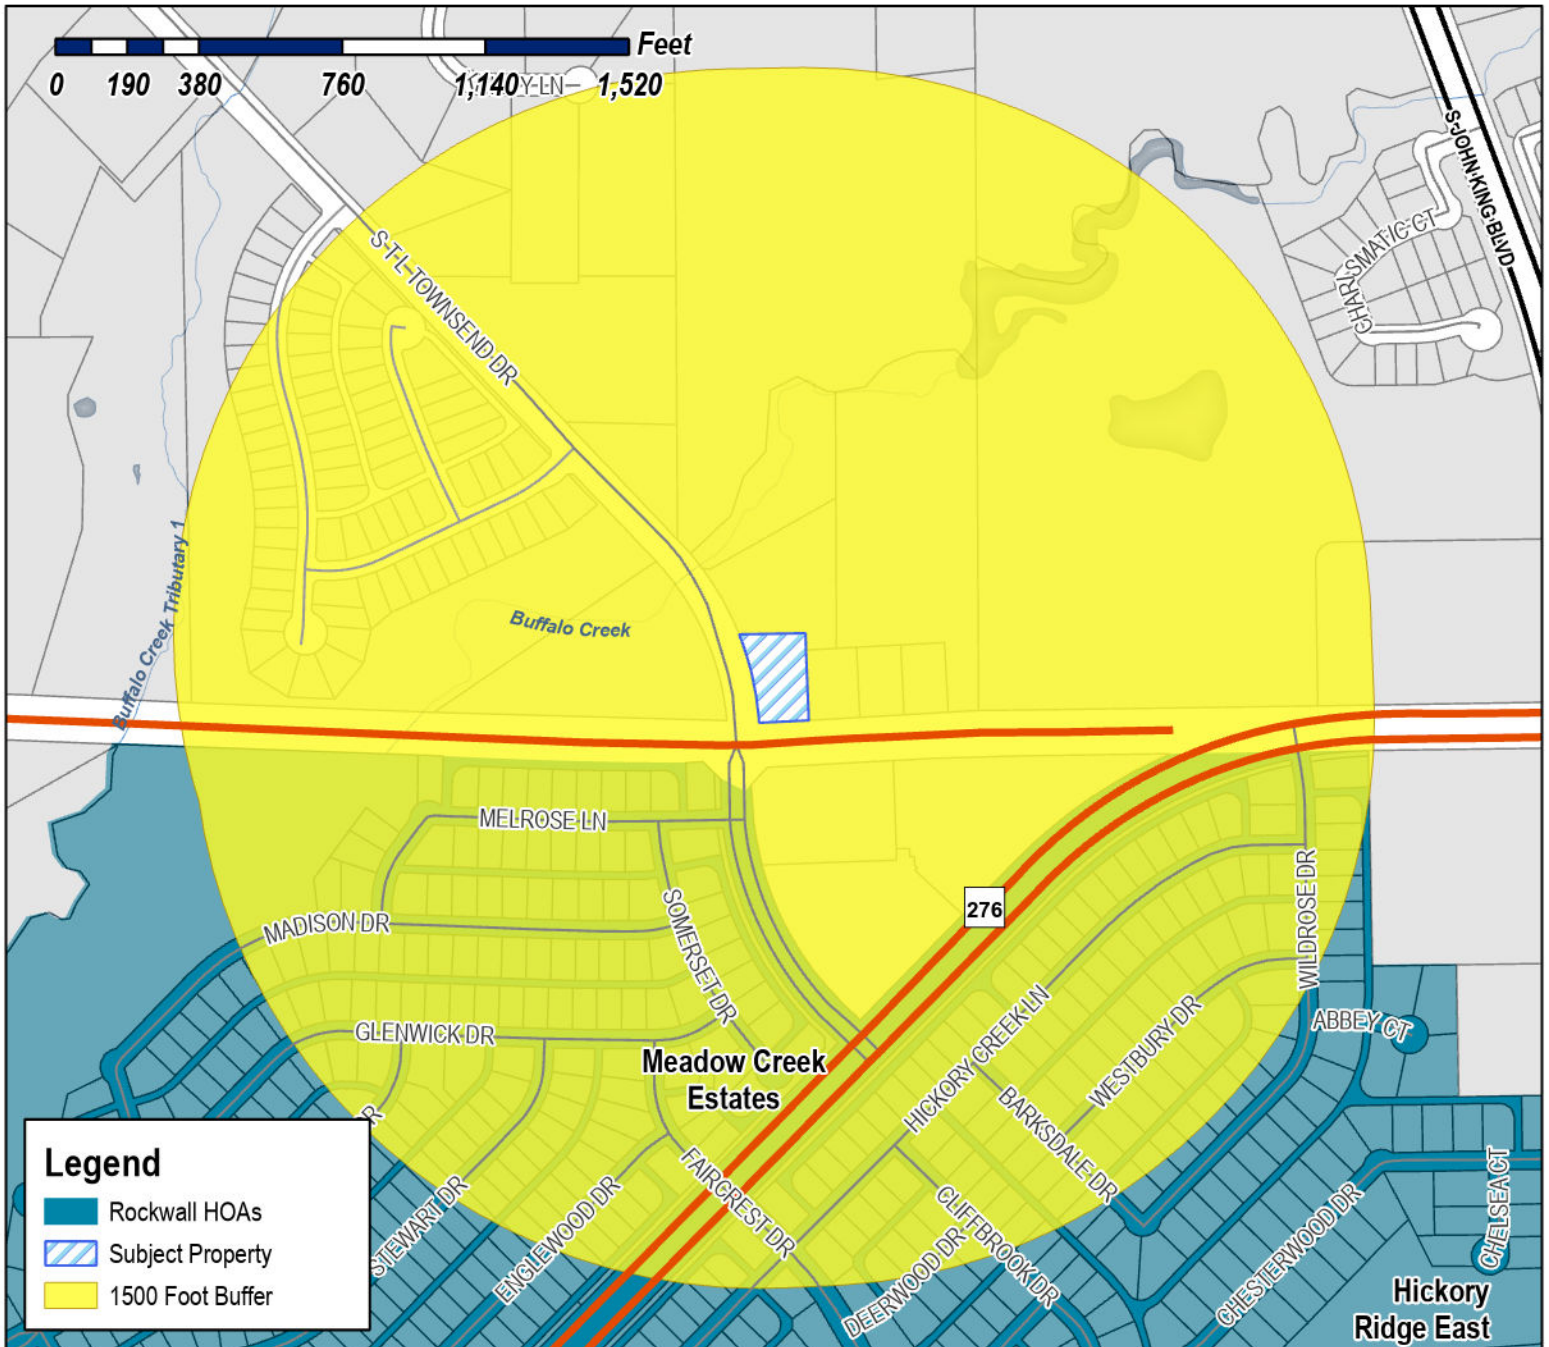 Feet
0 190 380 760 1,140 1,520
Y-LN
S JOHN KING BLVD
CHARISMATIC CT
S T L TOWNSEND DR
Buffalo Creek Tributary 1
Buffalo Creek
MELROSE LN
276
MADISON DR
SOMERSET DR
WILDROSE DR
GLENWICK DR
HICKORY CREEK LN
WESTBURY DR
ABBEY CT
Meadow Creek
Estates
BARKSDALE DR
DR
FAIRCREST DR
STEWART DR
ENGLEWOOD DR
CLIFFBROOK DR
DEERWOOD DR
CHESTERWOOD DR
CHELSEA CT
Hickory
Ridge East
Legend
Rockwall HOAs
Subject Property
1500 Foot Buffer